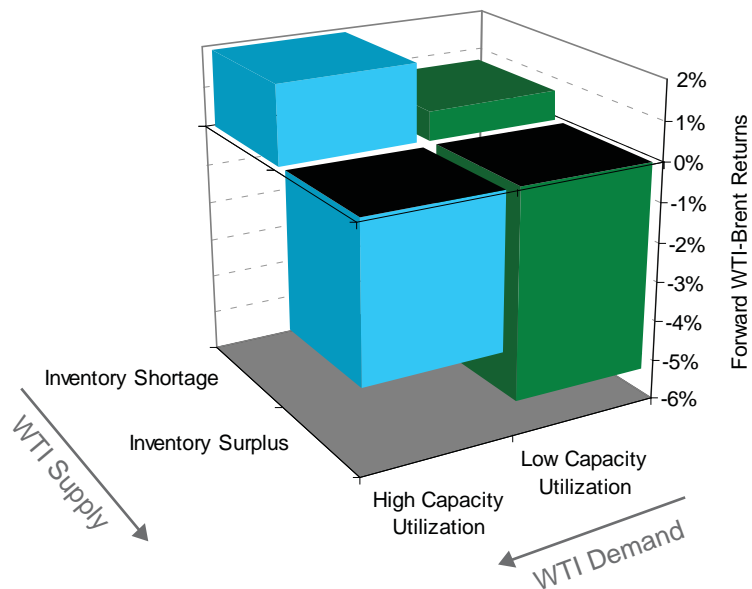 2%
1%
0%
-1%
-2%
-3%
-4%
-5%
-6%
Forward WTI-Brent Returns
Inventory Shortage
Inventory Surplus
WTI Supply
High Capacity
Utilization
Low Capacity
Utilization
WTI Demand